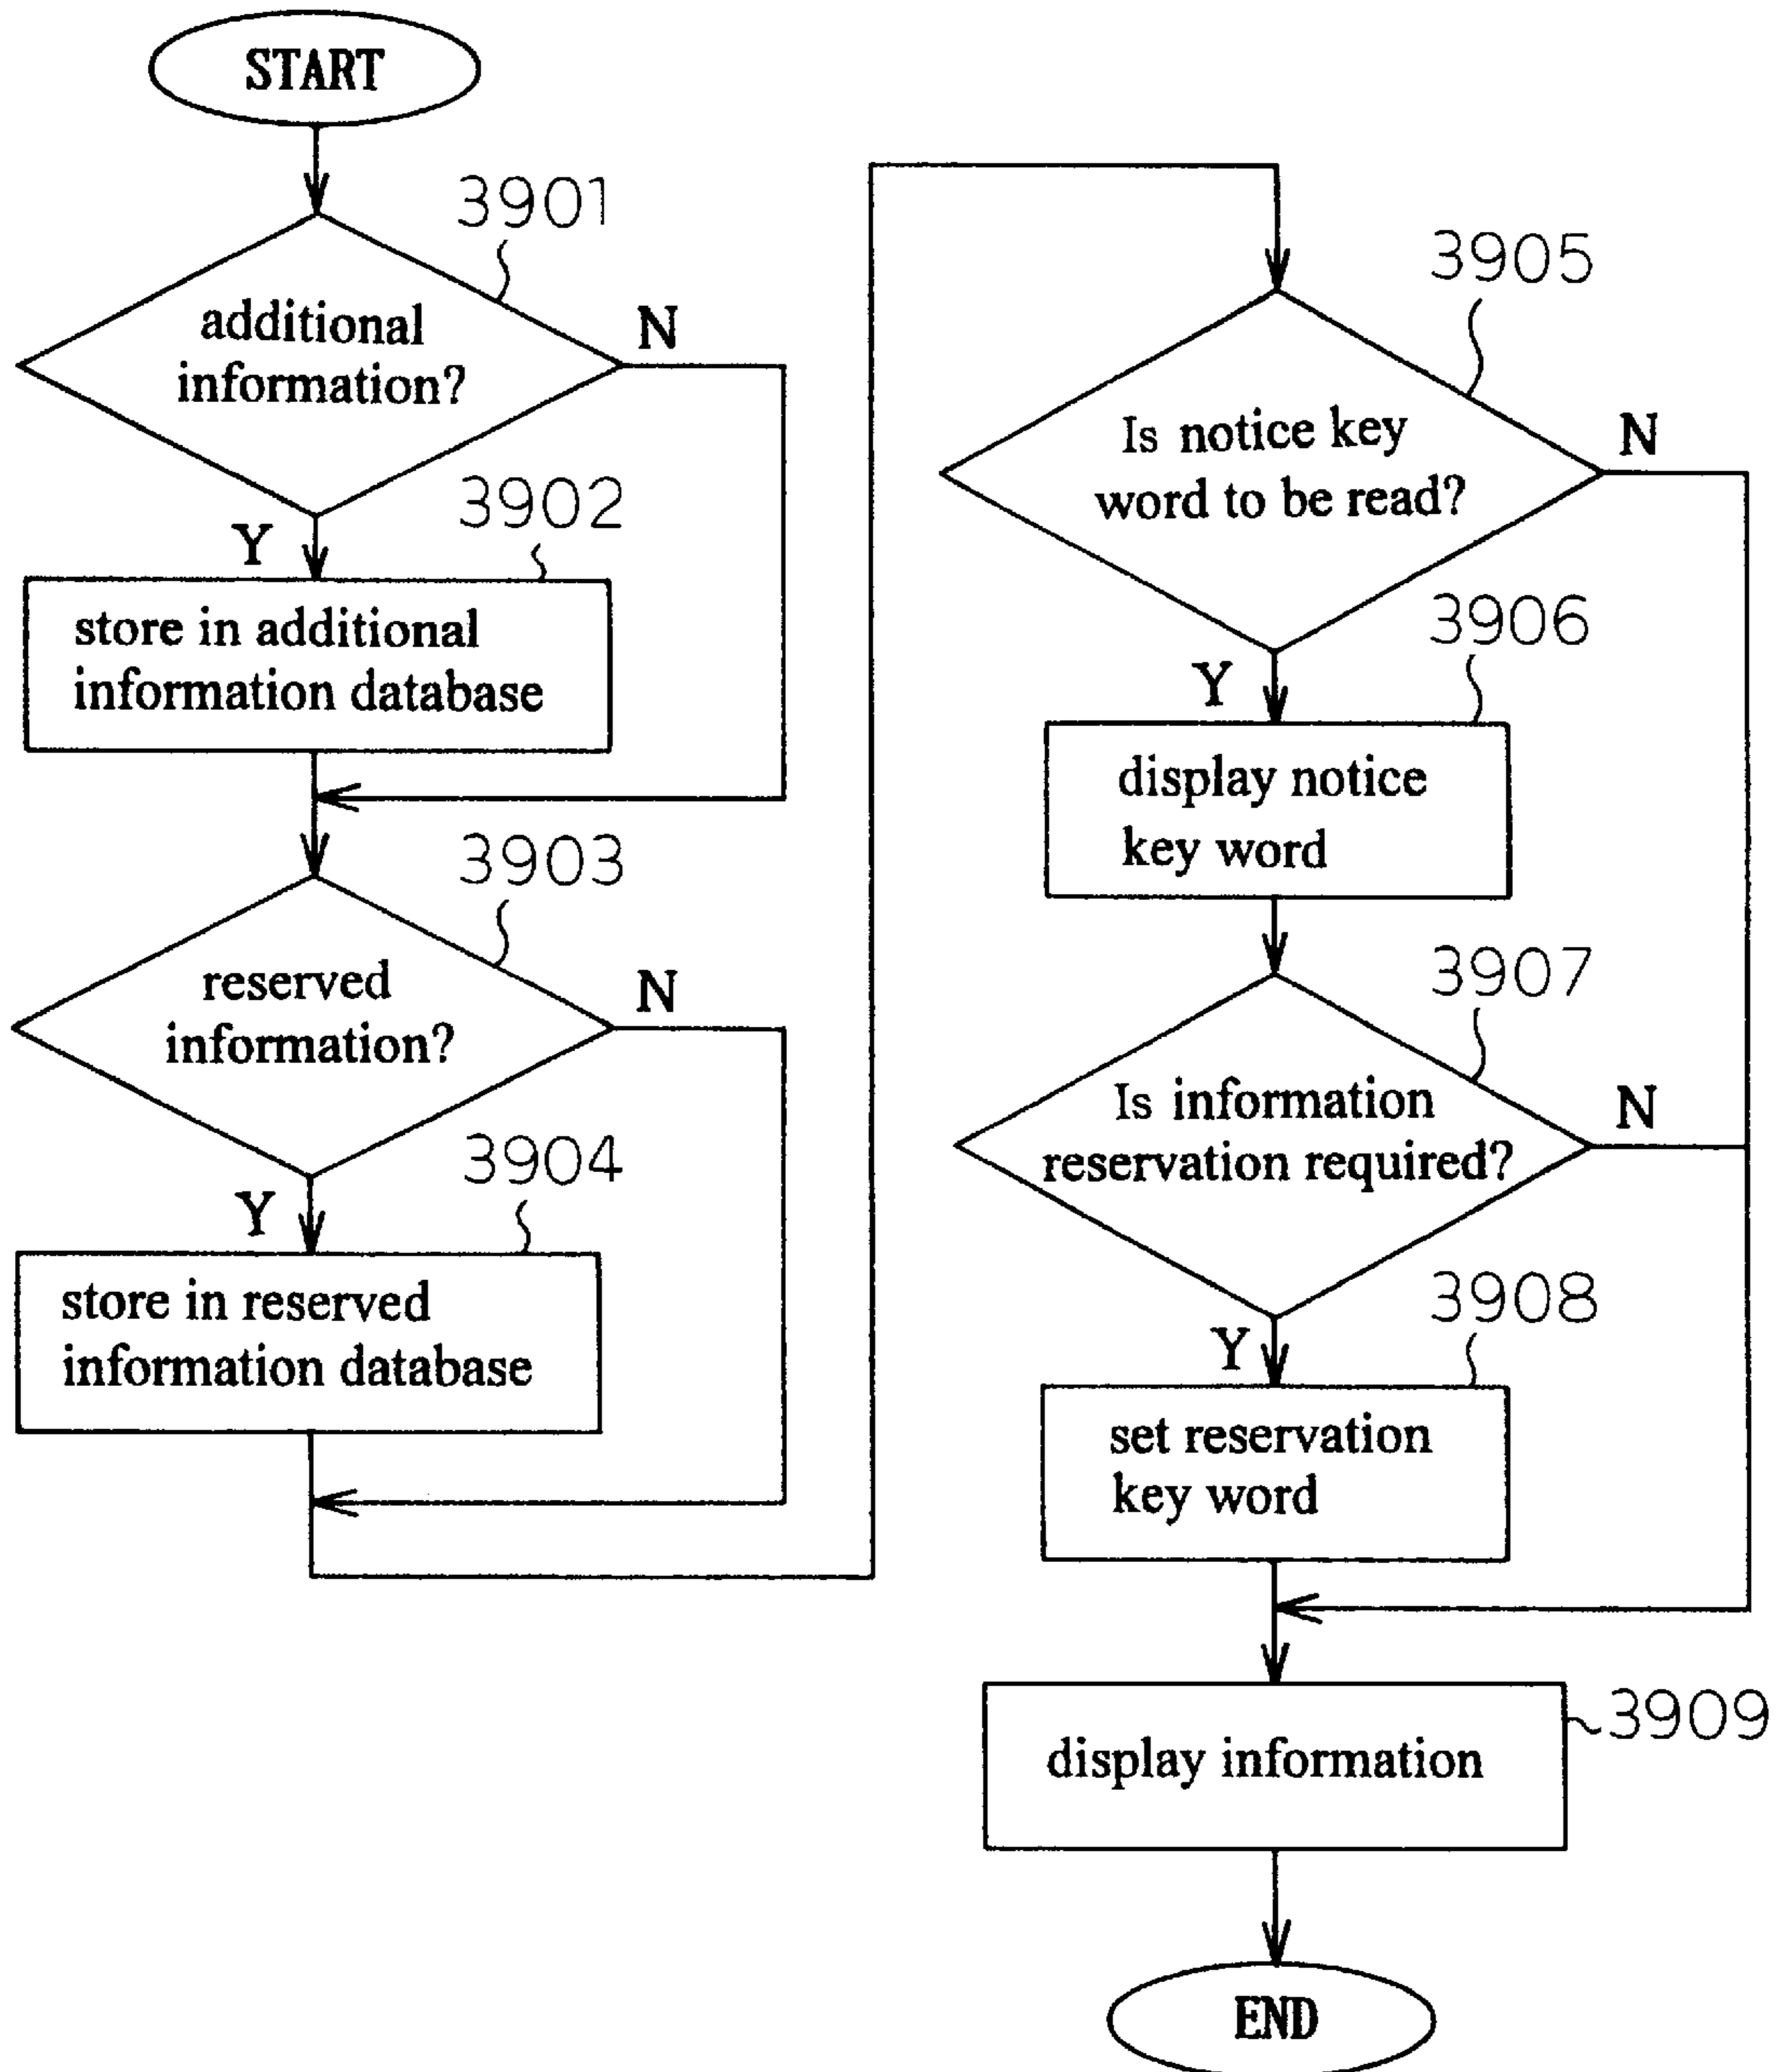 START
3901
additional
information?
N
Y
3902
store in additional
information database
3903
reserved
information?
N
Y
3904
store in reserved
information database
3905
Is notice key
word to be read?
N
Y
3906
display notice
key word
3907
Is information
reservation required?
N
Y
3908
set reservation
key word
3909
display information
END